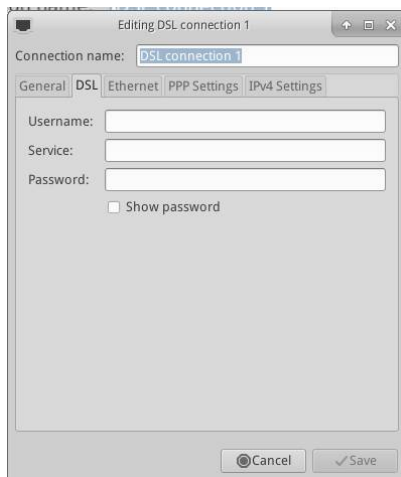 Editing DSL connection 1
Connection name: DSL connection 1
General DSL Ethernet PPP Settings IPv4 Settings
Username:
Service:
Password:
Show password
Cancel Save